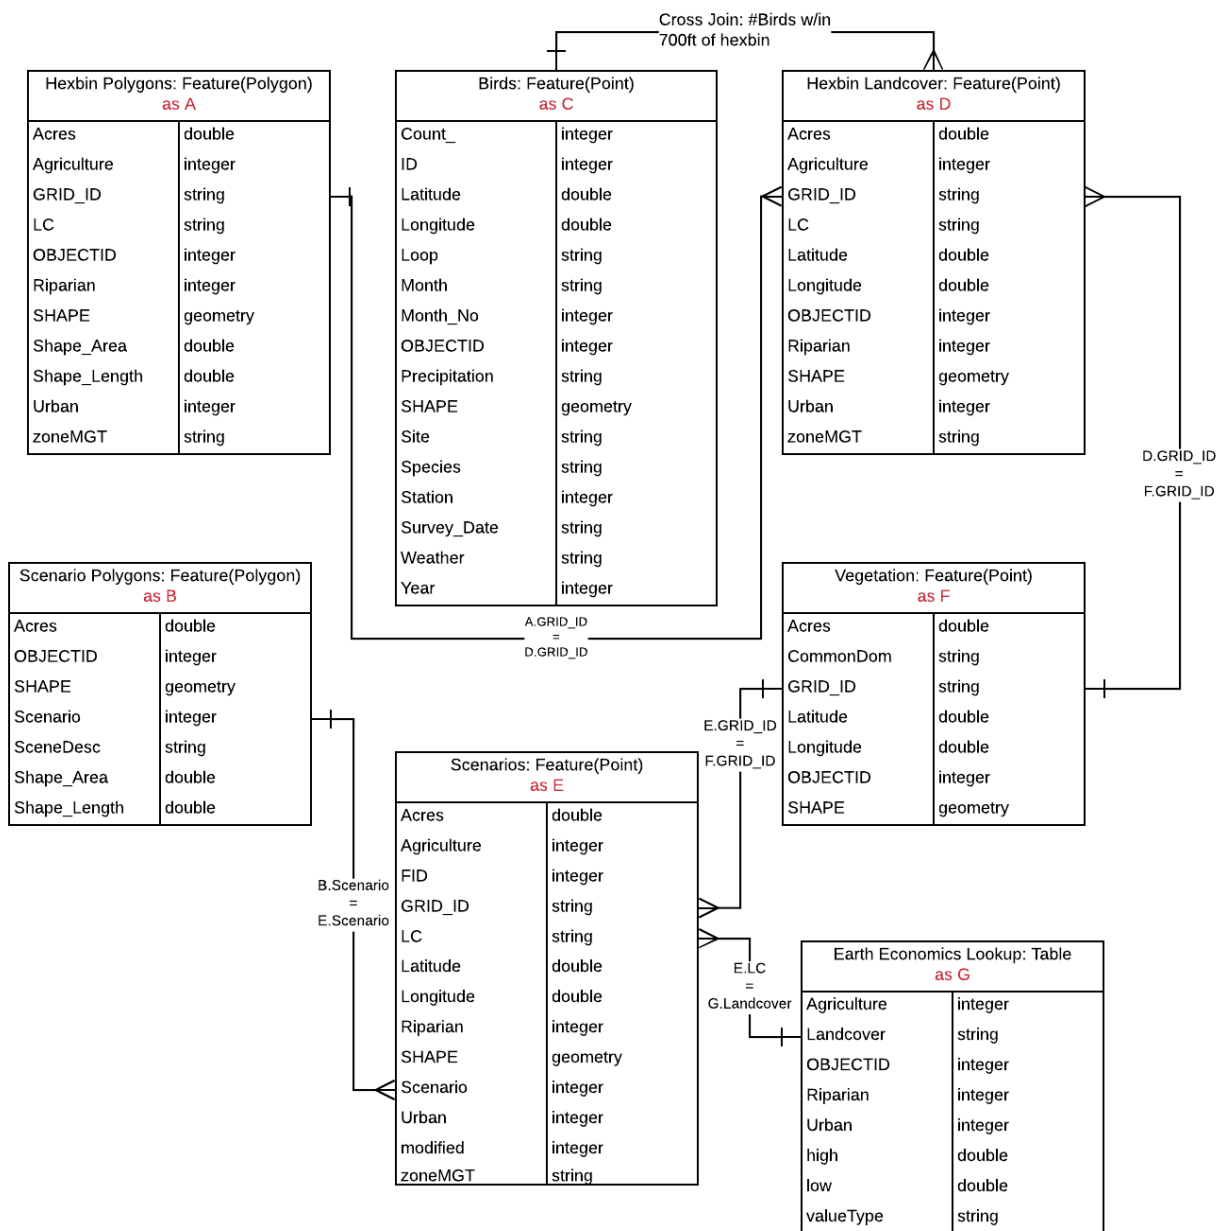 Cross Join: #Birds w/in
700ft of hexbin
Hexbin Polygons: Feature(Polygon)
as A
Acres double
Agriculture integer
GRID_ID string
LC string
OBJECTID integer
Riparian integer
SHAPE geometry
Shape_Area double
Shape_Length double
Urban integer
zoneMGT string
Birds: Feature(Point)
as C
Count_ integer
ID integer
Latitude double
Longitude double
Loop string
Month string
Month_No integer
OBJECTID integer
Precipitation string
SHAPE geometry
Site string
Species string
Station integer
Survey_Date string
Weather string
Year integer
Hexbin Landcover: Feature(Point)
as D
Acres double
Agriculture integer
GRID_ID string
LC string
Latitude double
Longitude double
OBJECTID integer
Riparian integer
SHAPE geometry
Urban integer
zoneMGT string
D.GRID_ID
=
F.GRID_ID
A.GRID_ID
=
D.GRID_ID
Scenario Polygons: Feature(Polygon)
as B
Acres double
OBJECTID integer
SHAPE geometry
Scenario integer
SceneDesc string
Shape_Area double
Shape_Length double
Vegetation: Feature(Point)
as F
Acres double
CommonDom string
GRID_ID string
Latitude double
Longitude double
OBJECTID integer
SHAPE geometry
E.GRID_ID
=
F.GRID_ID
B.Scenario
=
E.Scenario
Scenarios: Feature(Point)
as E
Acres double
Agriculture integer
FID integer
GRID_ID string
LC string
Latitude double
Longitude double
Riparian integer
SHAPE geometry
Scenario integer
Urban integer
modified integer
zoneMGT string
E.LC
=
G.Landcover
Earth Economics Lookup: Table
as G
Agriculture integer
Landcover string
OBJECTID integer
Riparian integer
Urban integer
high double
low double
valueType string